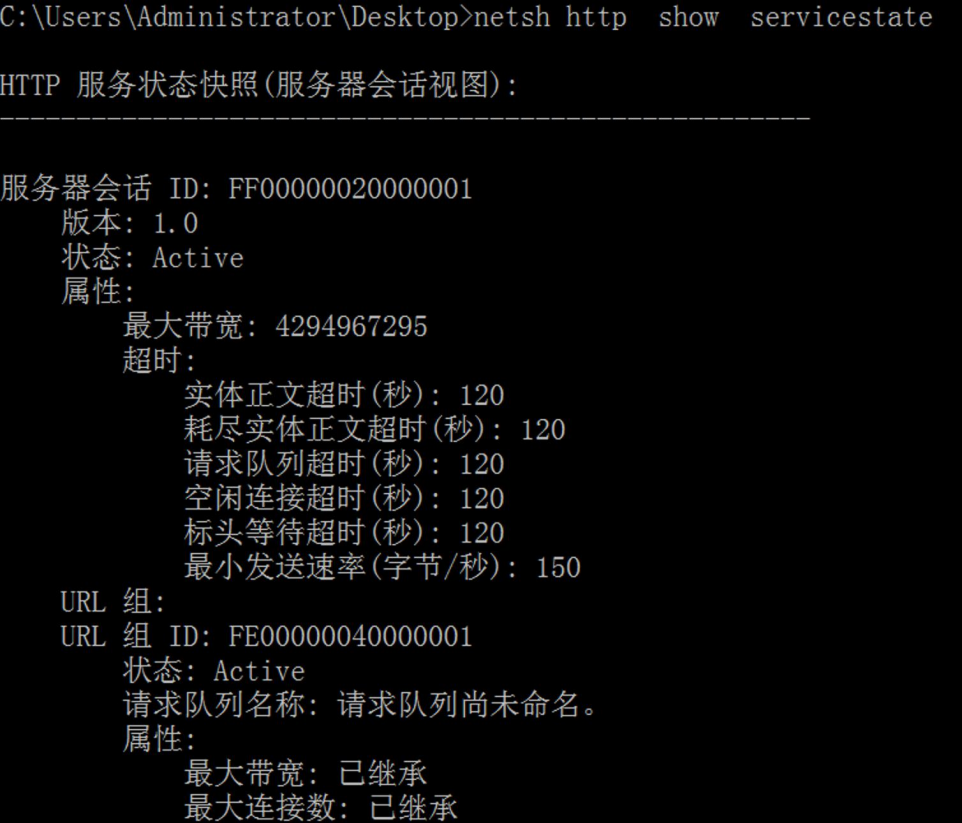 C:\Users\Administrator\Desktop>netsh http  show  servicestate
HTTP 服务状态快照(服务器会话视图):
-----------------------------------------------------
服务器会话 ID: FF00000020000001
版本: 1.0
状态: Active
属性:
最大带宽: 4294967295
超时:
实体正文超时(秒): 120
耗尽实体正文超时(秒): 120
请求队列超时(秒): 120
空闲连接超时(秒): 120
标头等待超时(秒): 120
最小发送速率(字节/秒): 150
URL 组:
URL 组 ID: FE00000040000001
状态: Active
请求队列名称: 请求队列尚未命名。
属性:
最大带宽: 已继承
最大连接数: 已继承